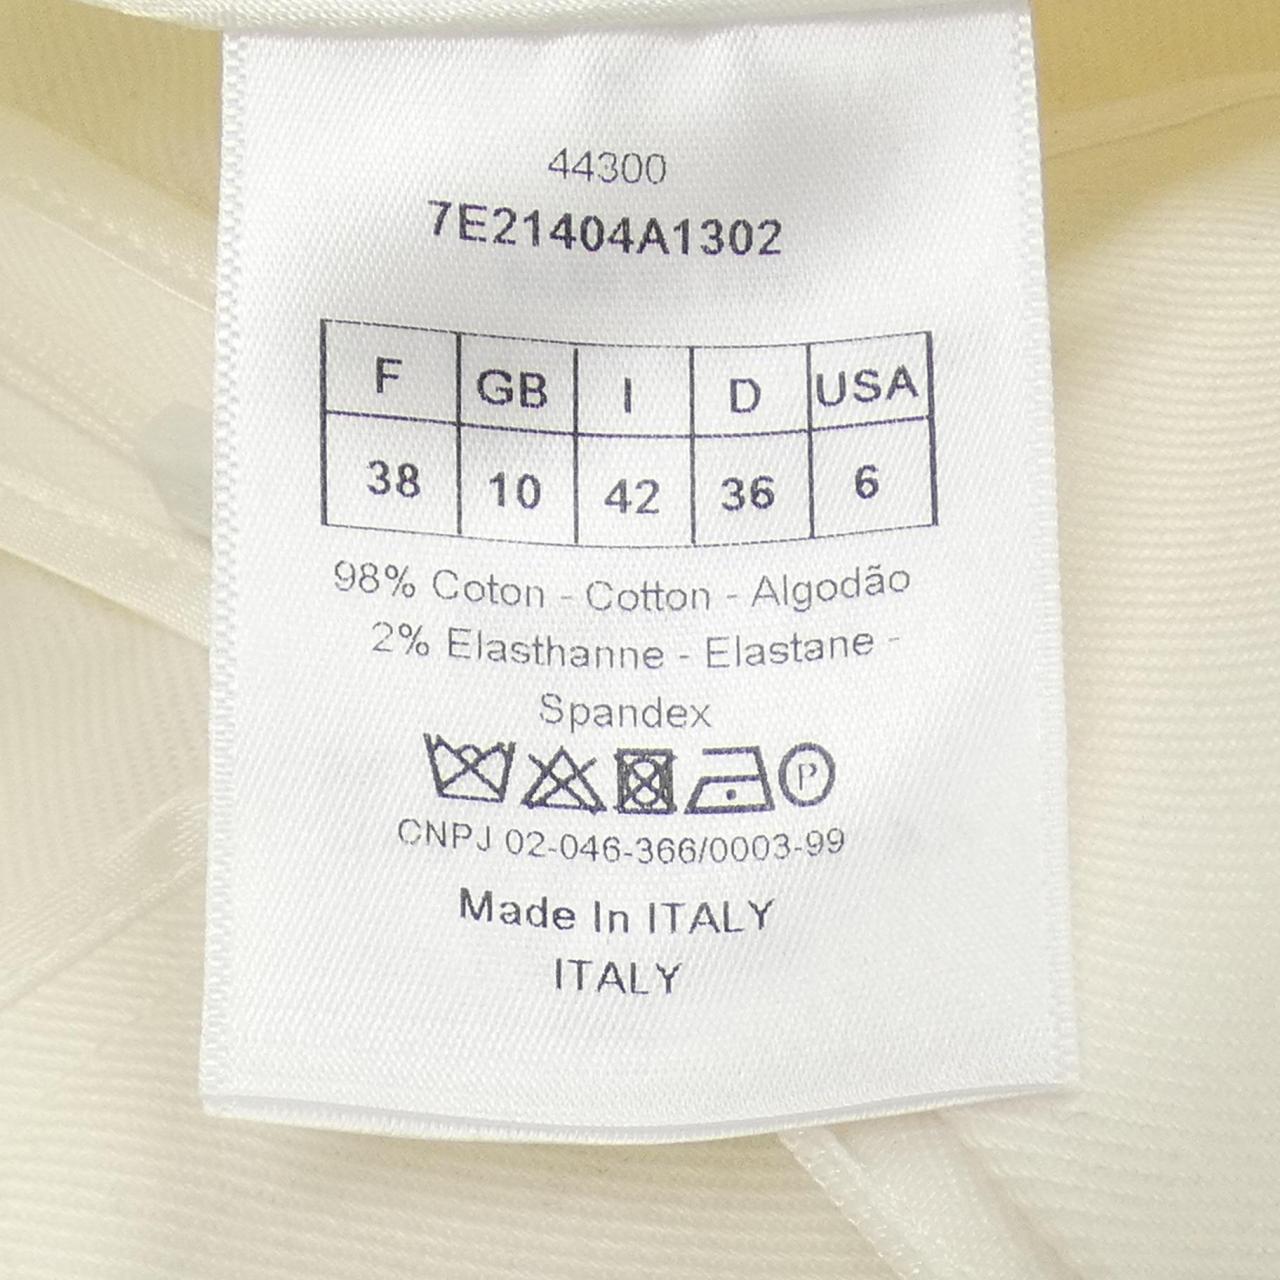 44300
7E21404A1302
F GB I D USA
38 10 42 36 6
98% Coton - Cotton - Algodão
2% Elasthanne - Elastane -
Spandex
P
CNPJ 02-046-366/0003-99
Made In ITALY
ITALY